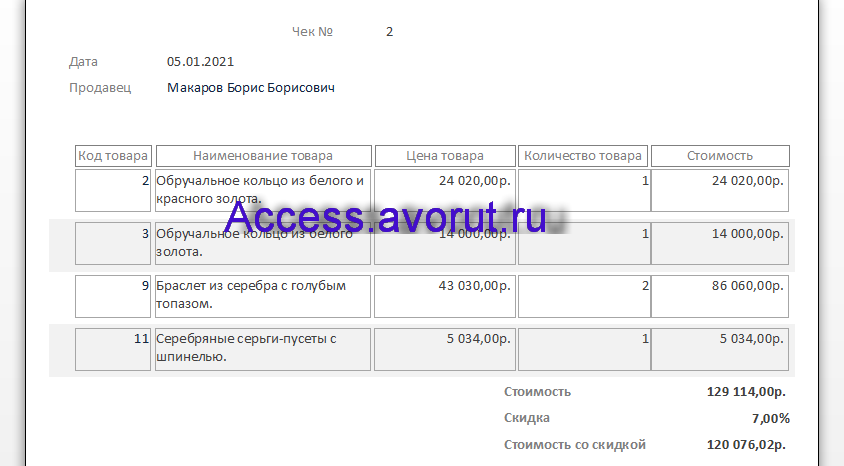 Чек № 2
Дата 05.01.2021
Продавец Макаров Борис Борисович
Код товара Наименование товара Цена товара Количество товара Стоимость
2 Обручальное кольцо из белого и 24 020,00р. 1 24 020,00р.
красного золота.
Access.avorut.ru
3 Обручальное кольцо из белого 14 000,00р. 1 14 000,00р.
золота.
9 Браслет из серебра с голубым 43 030,00р. 2 86 060,00р.
топазом.
11 Серебряные серьги-пусеты с 5 034,00р. 1 5 034,00р.
шпинелью.
Стоимость 129 114,00р.
Скидка 7,00%
Стоимость со скидкой 120 076,02р.